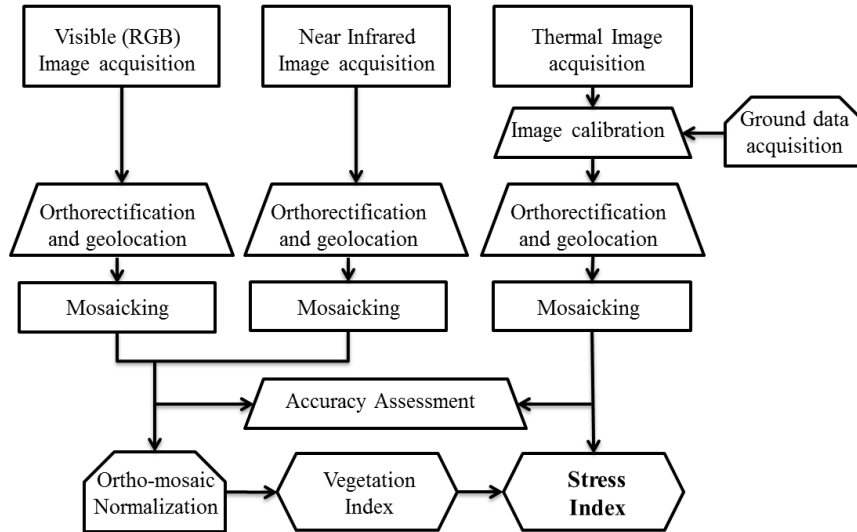 Visible (RGB)
Image acquisition
Near Infrared
Image acquisition
Thermal Image
acquisition
Image calibration
Ground data
acquisition
Orthorectification
and geolocation
Orthorectification
and geolocation
Orthorectification
and geolocation
Mosaicking
Mosaicking
Mosaicking
Accuracy Assessment
Ortho-mosaic
Normalization
Vegetation
Index
Stress
Index